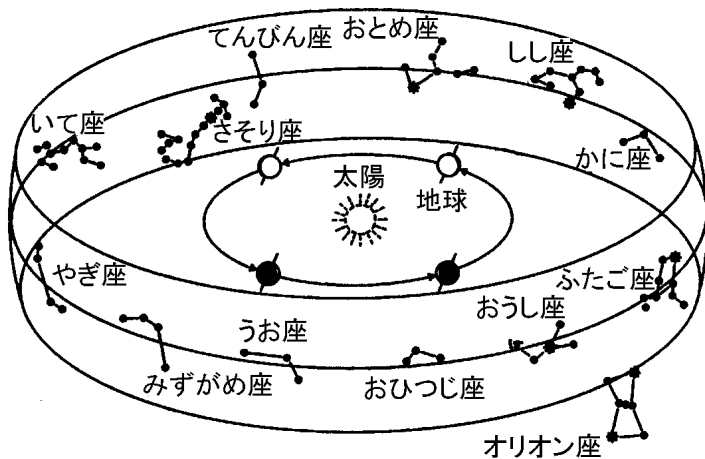 てんびん座
おとめ座
しし座
いて座
さそり座
かに座
太陽
地球
やぎ座
ふたご座
うお座
おうし座
みずがめ座
おひつじ座
オリオン座